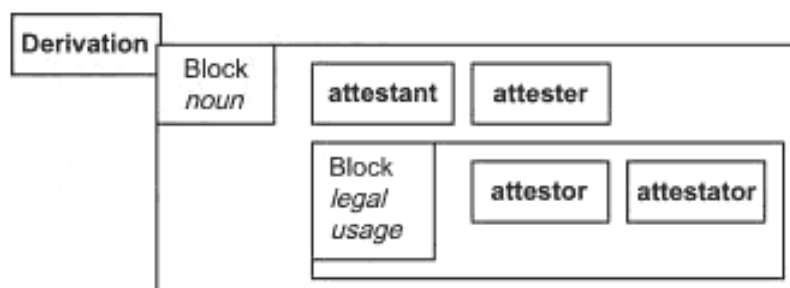 Derivation
Block
noun
attestant
attester
Block
legal
usage
attestor
attestator